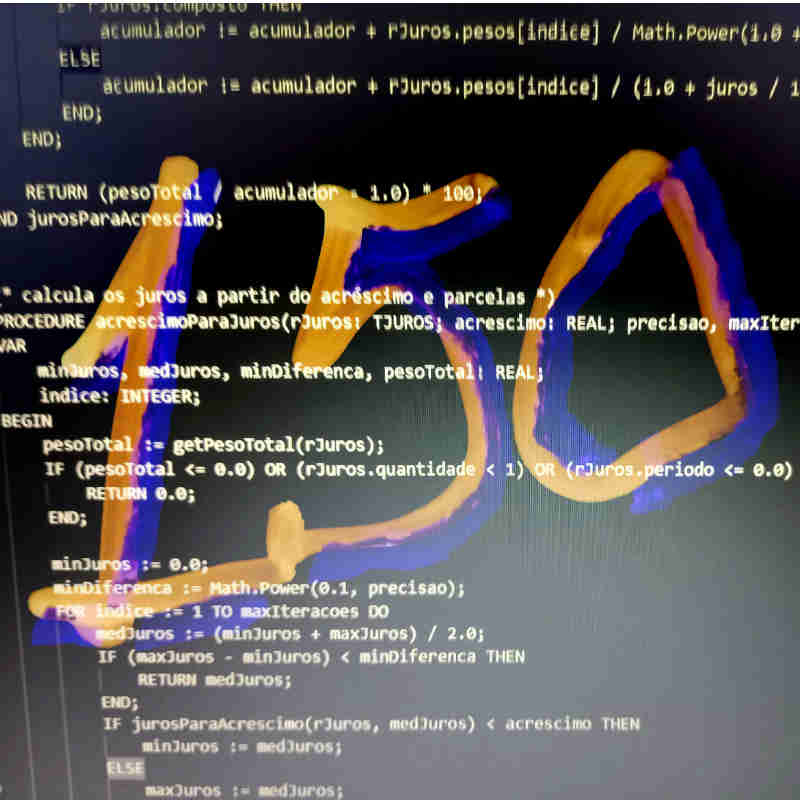 IF rJuros.composto THEN
acumulador := acumulador + rJuros.pesos[indice] / Math.Power(1.0 +
ELSE
acumulador := acumulador + rJuros.pesos[indice] / (1.0 + juros / 1
END;
END;
RETURN (pesoTotal / acumulador - 1.0) * 100;
ND jurosParaAcrescimo;
150
(* calcula os juros a partir do acréscimo e parcelas *)
PROCEDURE acrescimoParaJuros(rJuros: TJUROS; acrescimo: REAL; precisao, maxIter
VAR
minJuros, medJuros, minDiferenca, pesoTotal: REAL;
indice: INTEGER;
BEGIN
pesoTotal := getPesoTotal(rJuros);
IF (pesoTotal <= 0.0) OR (rJuros.quantidade < 1) OR (rJuros.periodo <= 0.0)
RETURN 0.0;
END;
minJuros := 0.0;
minDiferenca := Math.Power(0.1, precisao);
FOR indice := 1 TO maxIteracoes DO
medJuros := (minJuros + maxJuros) / 2.0;
IF (maxJuros - minJuros) < minDiferenca THEN
RETURN medJuros;
END;
IF jurosParaAcrescimo(rJuros, medJuros) < acrescimo THEN
minJuros := medJuros;
ELSE
maxJuros := medJuros;